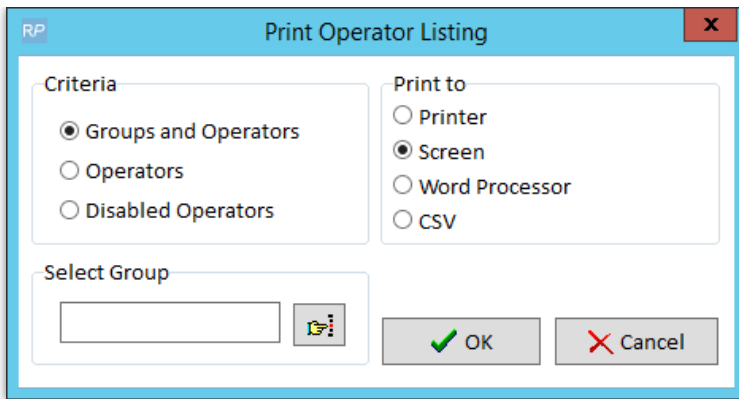 RP
Print Operator Listing
x
Criteria
Groups and Operators
Operators
Disabled Operators
Print to
Printer
Screen
Word Processor
CSV
Select Group
OK
Cancel